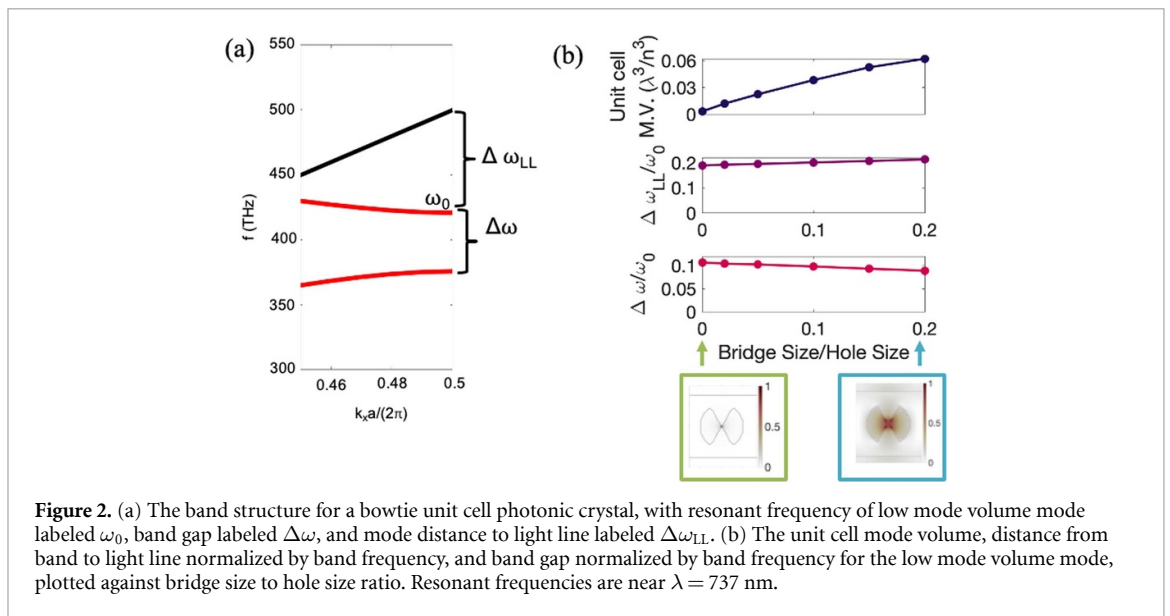 (a)
550
500
450
400
350
300
f (THz)
0.46
0.48
0.5
kₓa/(2π)
Δ ω_LL
ω₀
Δω
(b)
Unit cell
M.V. (λ³/n³)
0.06
0.03
0
Δ ω_LL/ω₀
0.2
0.1
0
0
0.1
0.2
Δ ω/ω₀
0.1
0.05
0
0
0.1
0.2
Bridge Size/Hole Size
1
0.5
0
1
0.5
0
Figure 2. (a) The band structure for a bowtie unit cell photonic crystal, with resonant frequency of low mode volume mode
labeled ω₀, band gap labeled Δω, and mode distance to light line labeled Δω_LL. (b) The unit cell mode volume, distance from
band to light line normalized by band frequency, and band gap normalized by band frequency for the low mode volume mode,
plotted against bridge size to hole size ratio. Resonant frequencies are near λ = 737 nm.